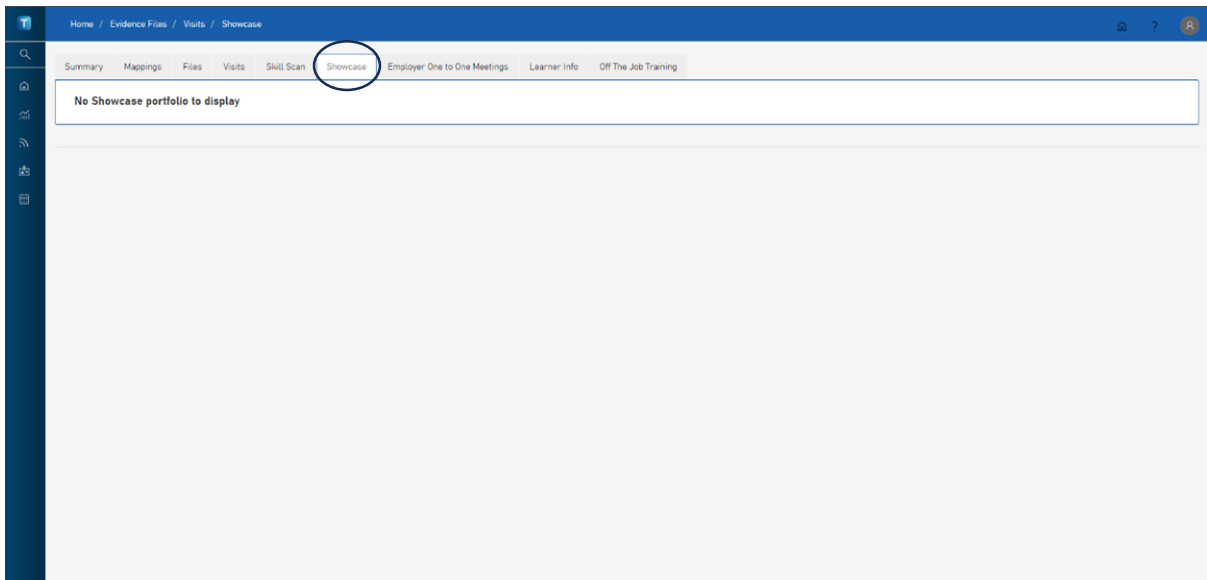 T
Home / Evidence Files / Visits / Showcase
?
Summary Mappings Files Visits Skill Scan Showcase Employer One to One Meetings Learner Info Off The Job Training
No Showcase portfolio to display